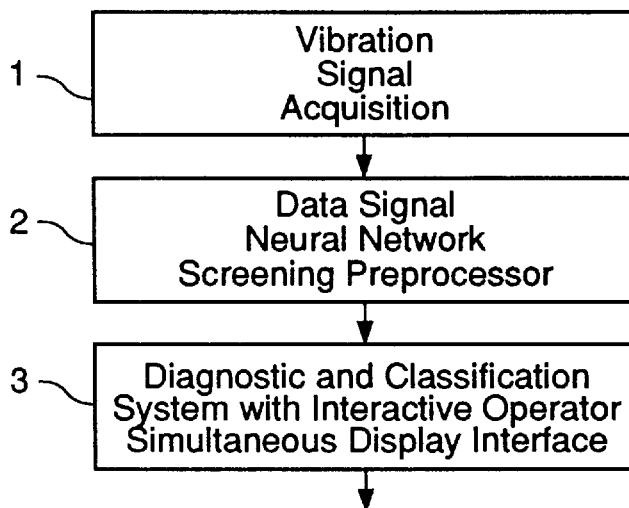 1
Vibration
Signal
Acquisition
2
Data Signal
Neural Network
Screening Preprocessor
3
Diagnostic and Classification
System with Interactive Operator
Simultaneous Display Interface